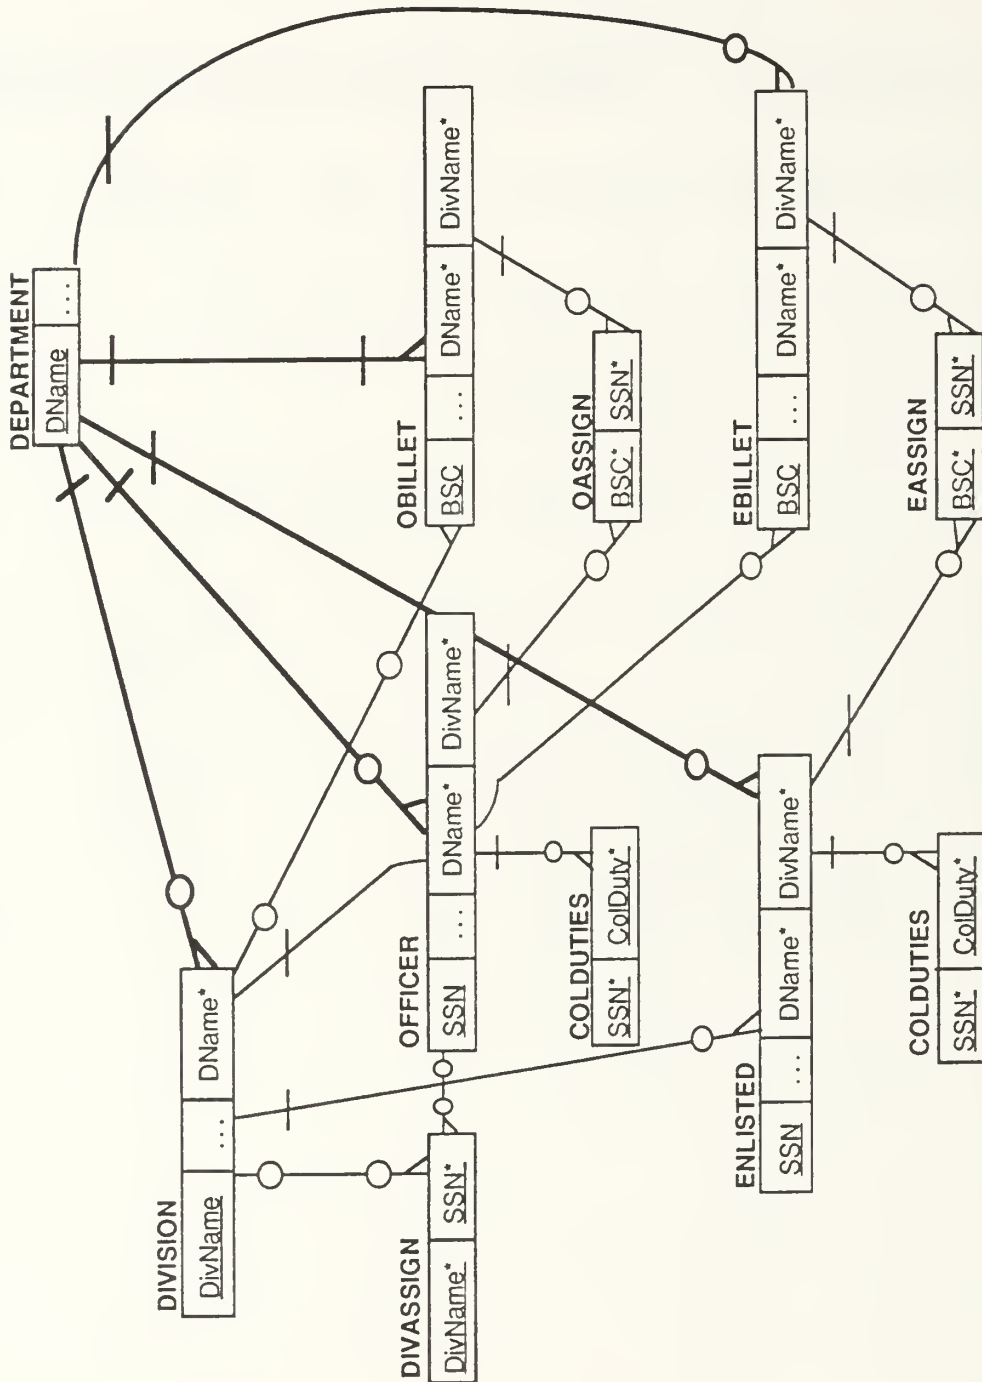 DEPARTMENT
DName ...
DIVISION
DivName ... DName*
OBILLET
BSC ... DName* DivName*
OFFICER
SSN ... DName* DivName*
DIVASSIGN
DivName* SSN*
OASSIGN
BSC* SSN*
COLDUTIES
SSN* ColDuty*
EBILLET
BSC ... DName* DivName*
ENLISTED
SSN ... DName* DivName*
EASSIGN
BSC* SSN*
COLDUTIES
SSN* ColDuty*